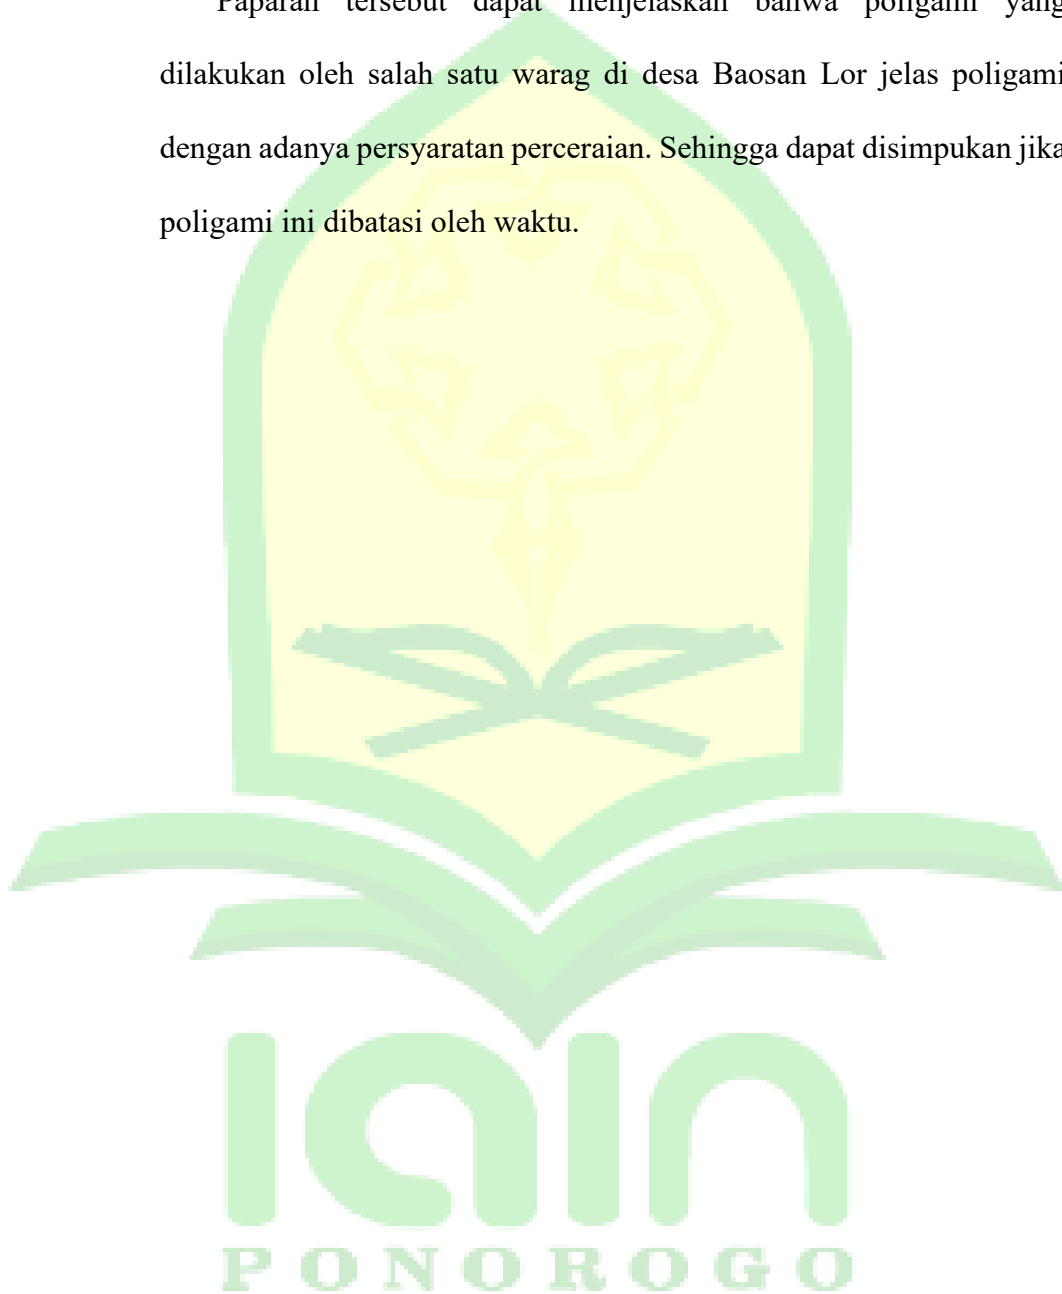 Paparan tersebut dapat menjelaskan bahwa poligami yang
dilakukan oleh salah satu warag di desa Baosan Lor jelas poligami
dengan adanya persyaratan perceraian. Sehingga dapat disimpukan jika
poligami ini dibatasi oleh waktu.
iain
PONOROGO